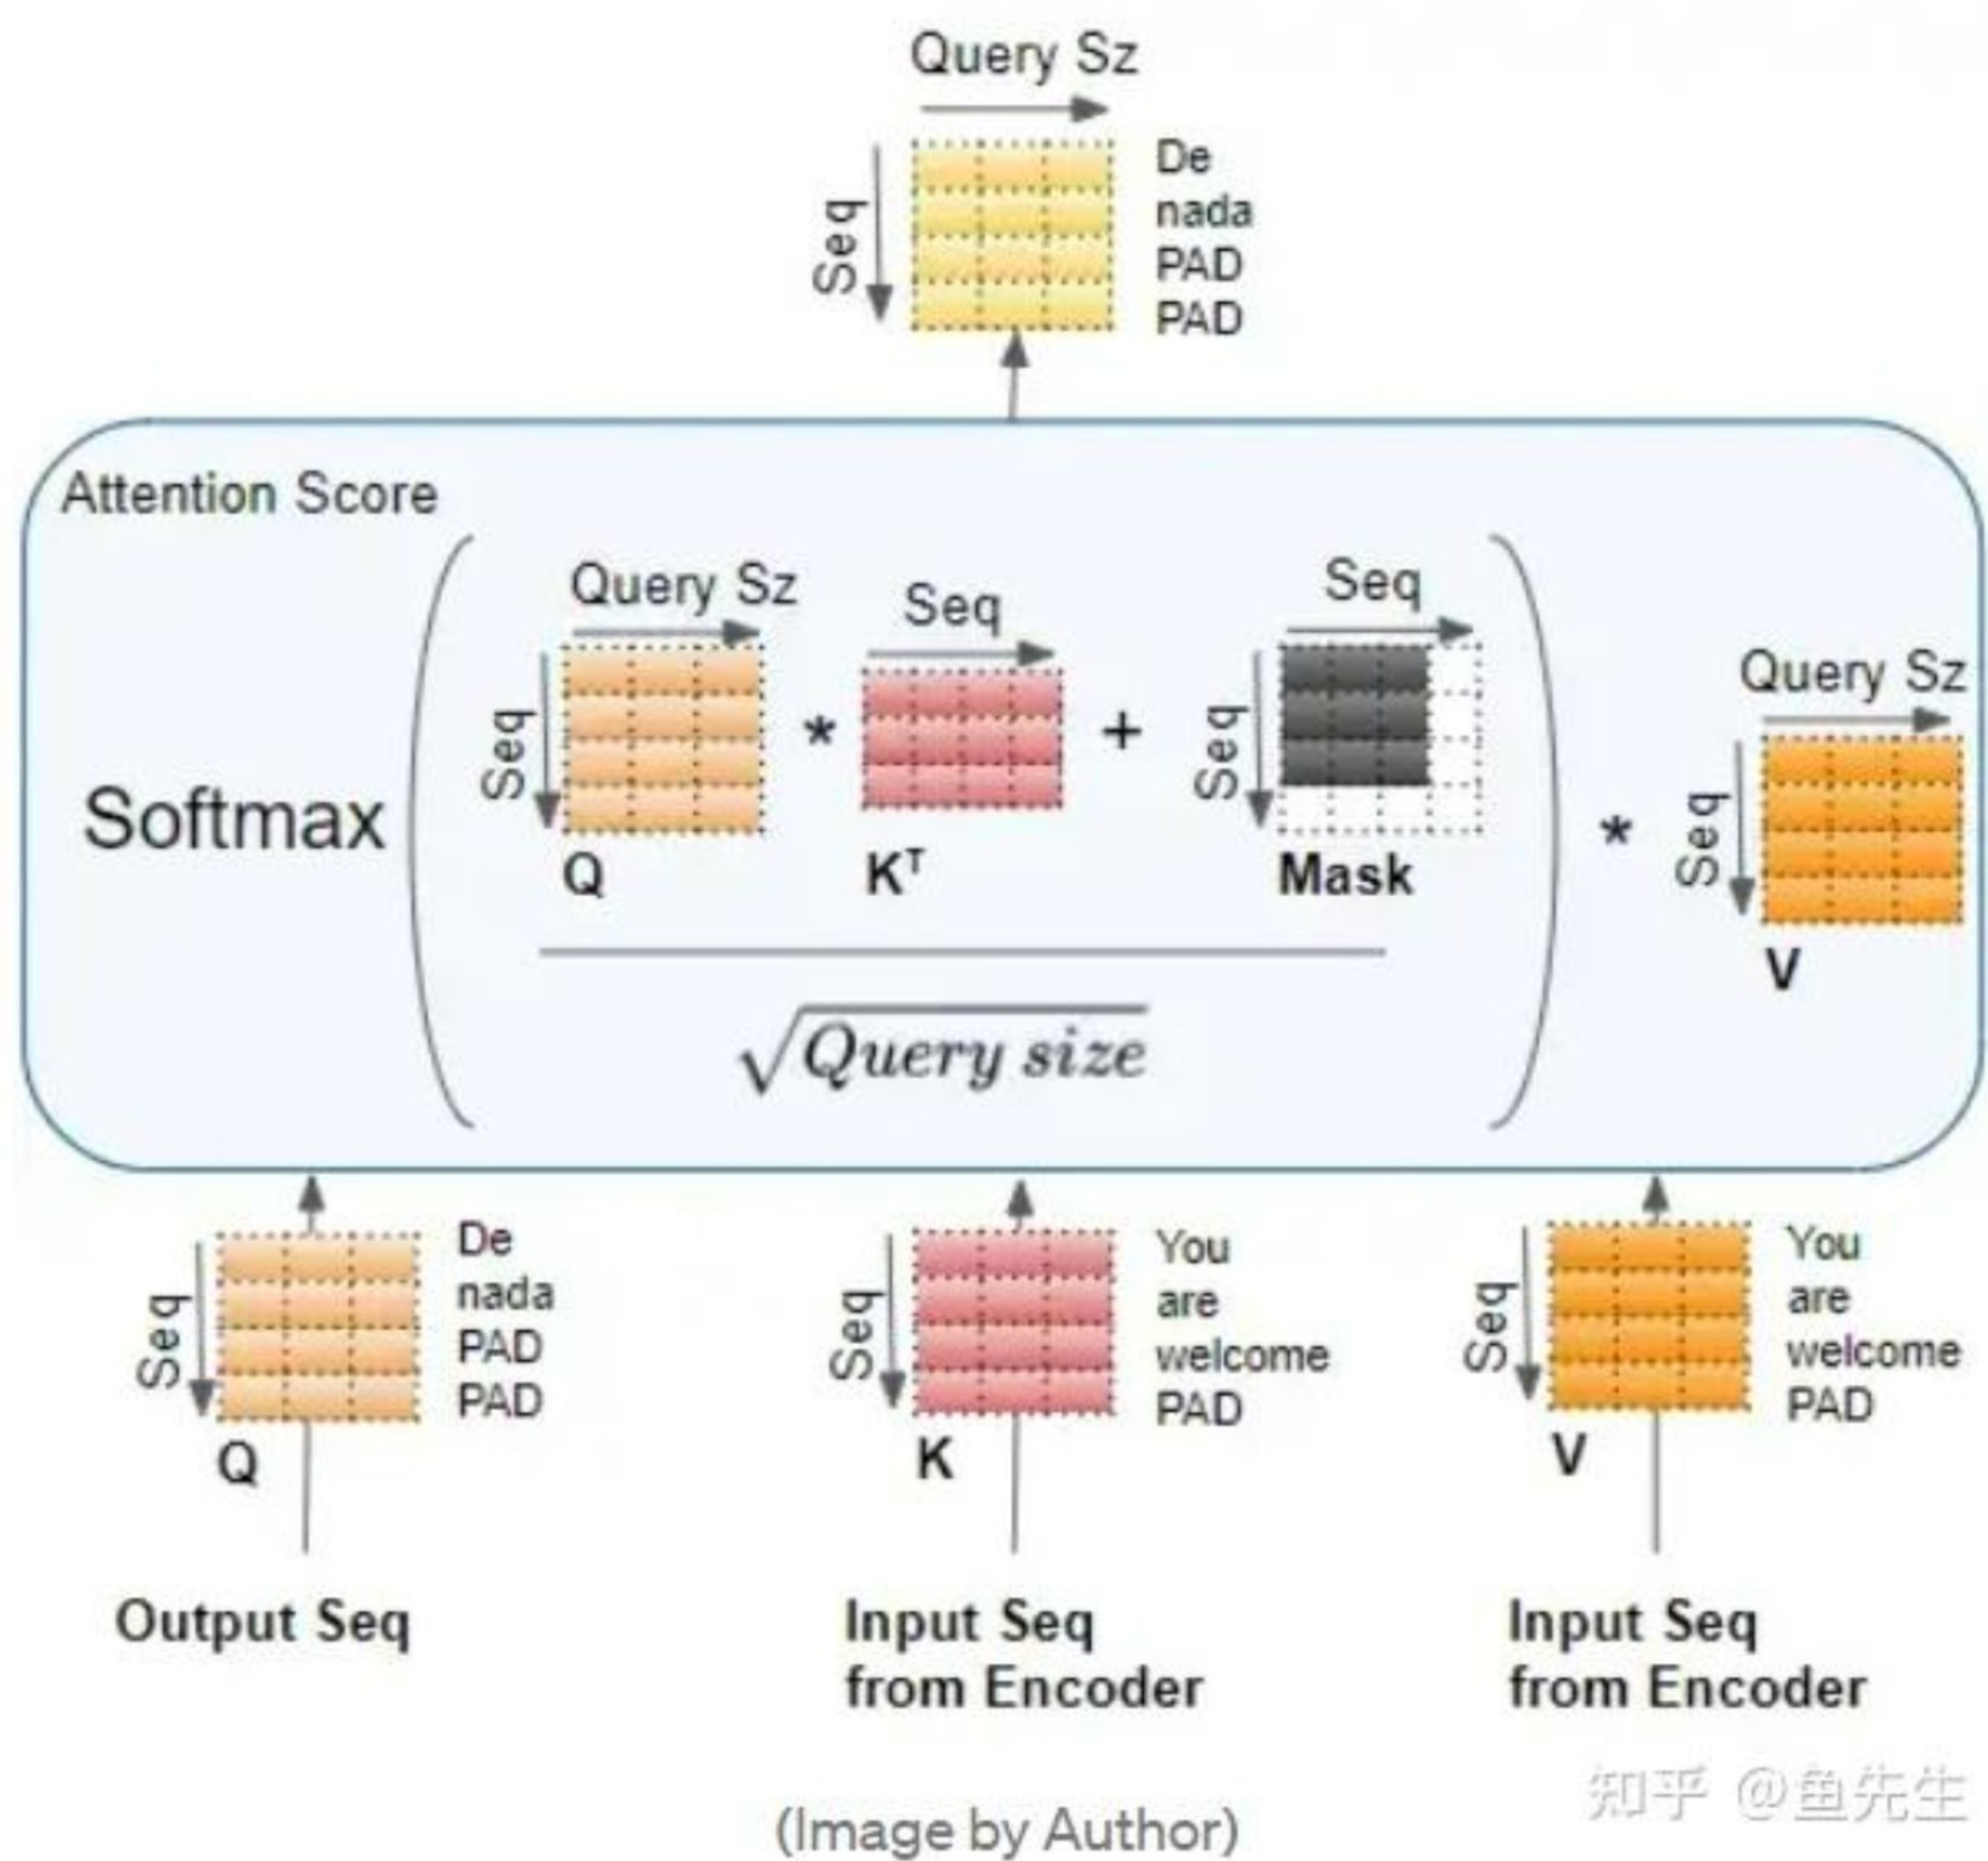 Query Sz
Seq
De
nada
PAD
PAD
Attention Score
Softmax
Query Sz
Seq
Q
*
Seq
Kᵀ
+
Seq
Seq
Mask
√Query size
*
Query Sz
Seq
V
Seq
De
nada
PAD
PAD
Q
Output Seq
Seq
You
are
welcome
PAD
K
Input Seq
from Encoder
Seq
You
are
welcome
PAD
V
Input Seq
from Encoder
(Image by Author)
知乎 @鱼先生